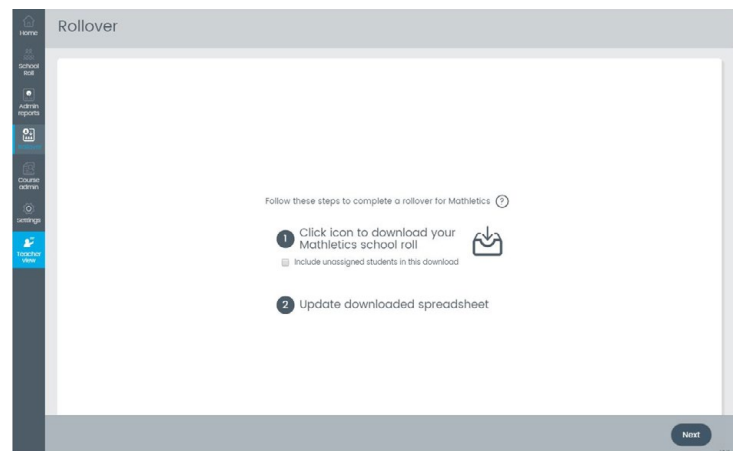 Home
Rollover
School
Roll
Admin
reports
Course
admin
Settings
Teacher
view
Follow these steps to complete a rollover for Mathletics ?
1 Click icon to download your
Mathletics school roll
Include unassigned students in this download
2 Update downloaded spreadsheet
Next